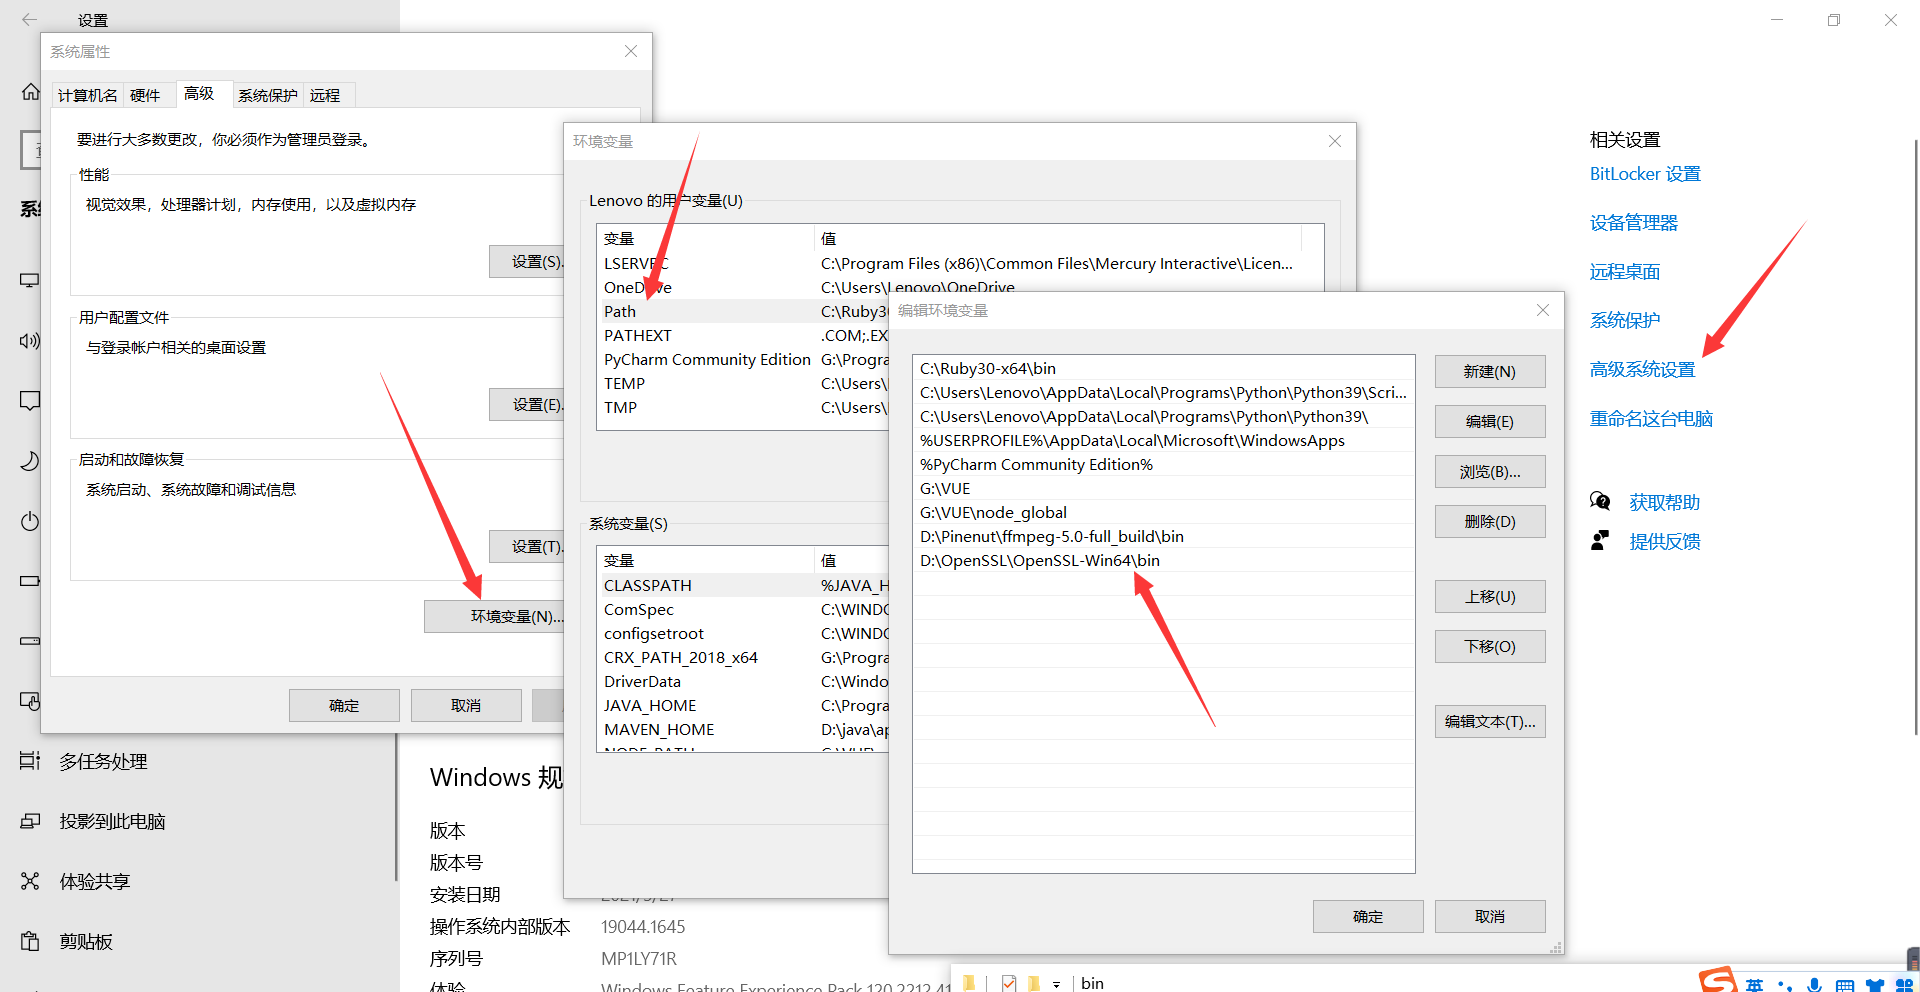 设置
系统属性
计算机名
硬件
高级
系统保护
远程
要进行大多数更改，你必须作为管理员登录。
性能
视觉效果，处理器计划，内存使用，以及虚拟内存
设置(S)...
用户配置文件
与登录帐户相关的桌面设置
设置(E)...
启动和故障恢复
系统启动、系统故障和调试信息
设置(T)...
环境变量(N)...
确定
取消
多任务处理
投影到此电脑
体验共享
剪贴板
Windows 规
版本
版本号
安装日期
操作系统内部版本 19044.1645
序列号 MP1LY71R
体验 Windows Feature Experience Pack 120.2212.41
环境变量
Lenovo 的用户变量(U)
变量 值
LSERVRC C:\Program Files (x86)\Common Files\Mercury Interactive\Licen...
OneDrive C:\Users\Lenovo\OneDrive
Path C:\Ruby30
PATHEXT .COM;.EX
PyCharm Community Edition G:\Progra
TEMP C:\Users\
TMP C:\Users\
系统变量(S)
变量 值
CLASSPATH %JAVA_H
ComSpec C:\WINDO
configsetroot C:\WINDO
CRX_PATH_2018_x64 G:\Progra
DriverData C:\Windo
JAVA_HOME C:\Progra
MAVEN_HOME D:\java\ap
NODE_PATH G:\VUE\
编辑环境变量
C:\Ruby30-x64\bin
C:\Users\Lenovo\AppData\Local\Programs\Python\Python39\Scri...
C:\Users\Lenovo\AppData\Local\Programs\Python\Python39\
%USERPROFILE%\AppData\Local\Microsoft\WindowsApps
%PyCharm Community Edition%
G:\VUE
G:\VUE\node_global
D:\Pinenut\ffmpeg-5.0-full_build\bin
D:\OpenSSL\OpenSSL-Win64\bin
新建(N)
编辑(E)
浏览(B)...
删除(D)
上移(U)
下移(O)
编辑文本(T)...
确定
取消
相关设置
BitLocker 设置
设备管理器
远程桌面
系统保护
高级系统设置
重命名这台电脑
获取帮助
提供反馈
bin
英